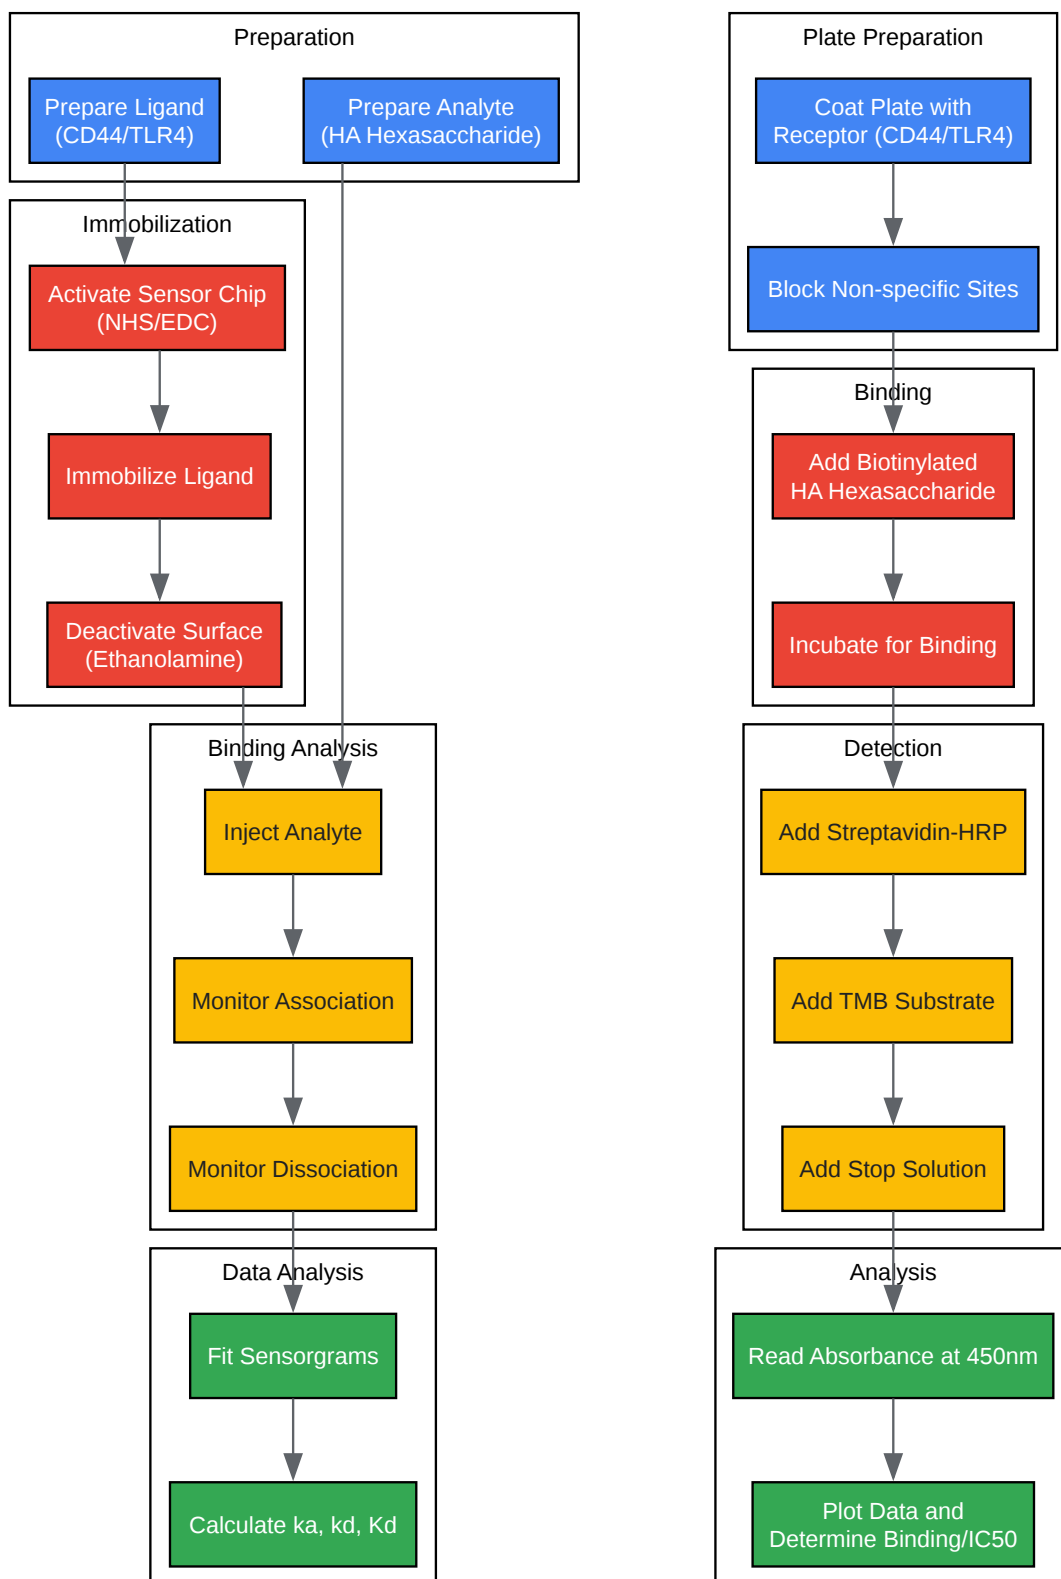 Preparation
Prepare Ligand
(CD44/TLR4)
Prepare Analyte
(HA Hexasaccharide)
Immobilization
Activate Sensor Chip
(NHS/EDC)
Immobilize Ligand
Deactivate Surface
(Ethanolamine)
Binding Analysis
Inject Analyte
Monitor Association
Monitor Dissociation
Data Analysis
Fit Sensorgrams
Calculate ka, kd, Kd
Plate Preparation
Coat Plate with
Receptor (CD44/TLR4)
Block Non-specific Sites
Binding
Add Biotinylated
HA Hexasaccharide
Incubate for Binding
Detection
Add Streptavidin-HRP
Add TMB Substrate
Add Stop Solution
Analysis
Read Absorbance at 450nm
Plot Data and
Determine Binding/IC50